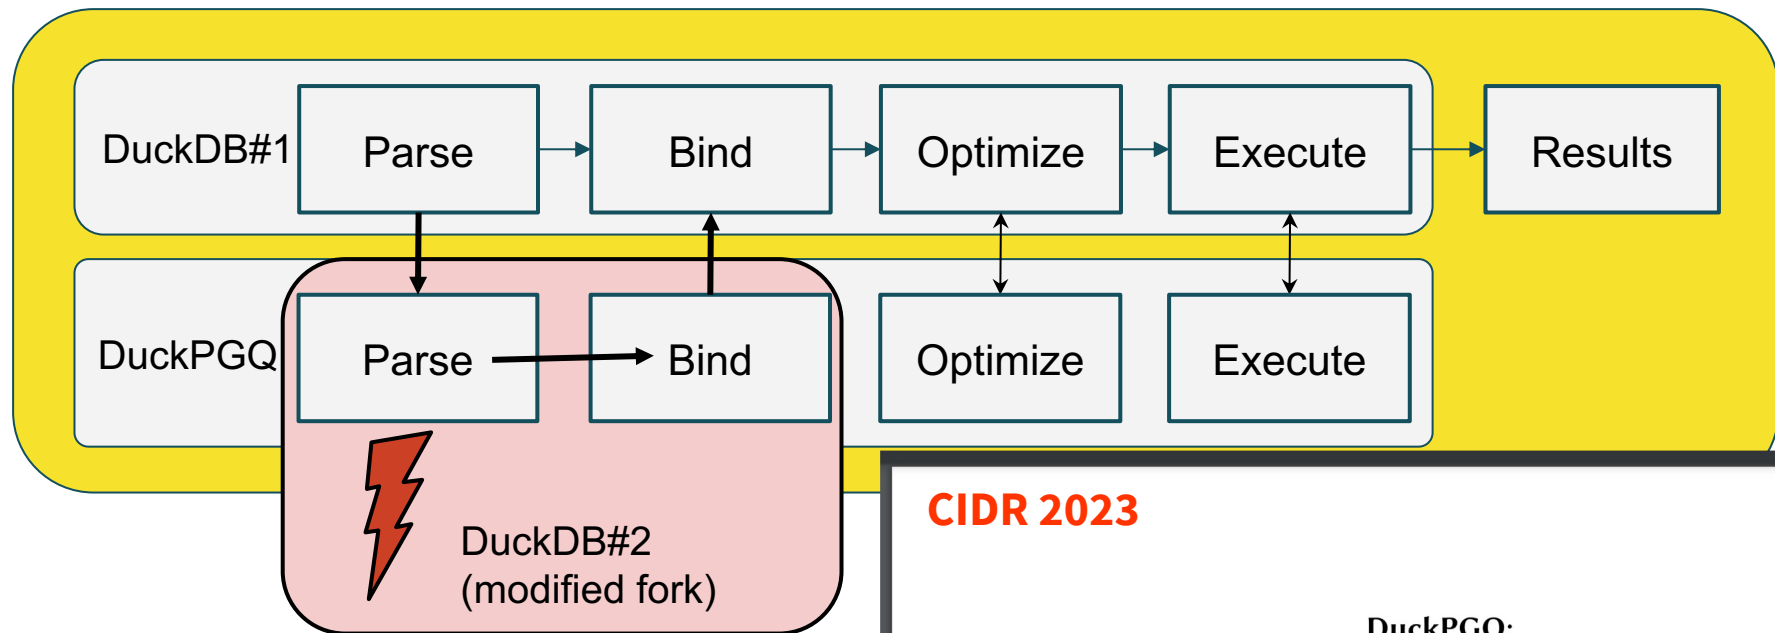 DuckDB#1
Parse
Bind
Optimize
Execute
Results
DuckPGQ
Parse
Bind
Optimize
Execute
DuckDB#2
(modified fork)
CIDR 2023
DuckPGQ: